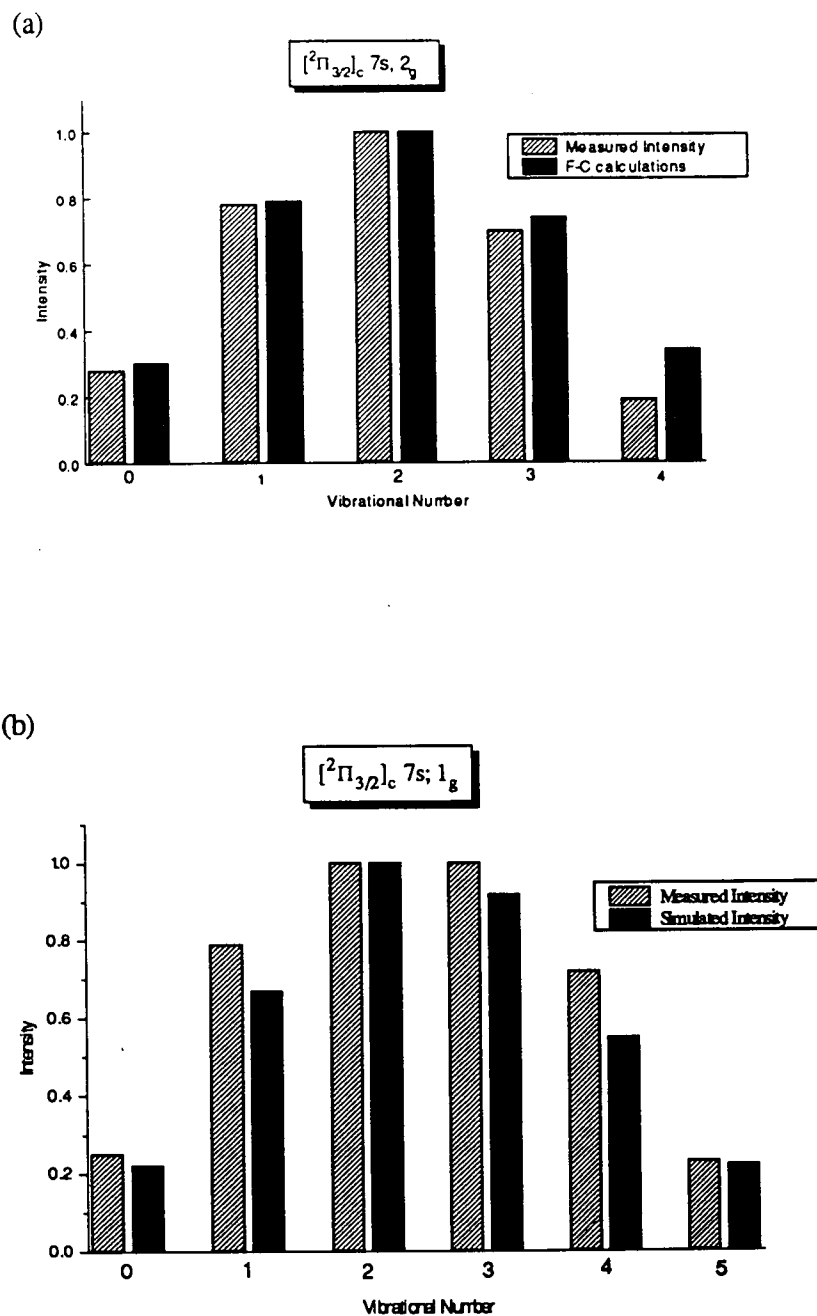 (a)
[²Π3/2]c 7s, 2g
Measured Intensity
F-C calculations
Intensity
1.0
0.8
0.6
0.4
0.2
0.0
0 1 2 3 4
Vibrational Number
(b)
[²Π3/2]c 7s; 1g
Measured Intensity
Simulated Intensity
Intensity
1.0
0.8
0.6
0.4
0.2
0.0
0 1 2 3 4 5
Vibrational Number